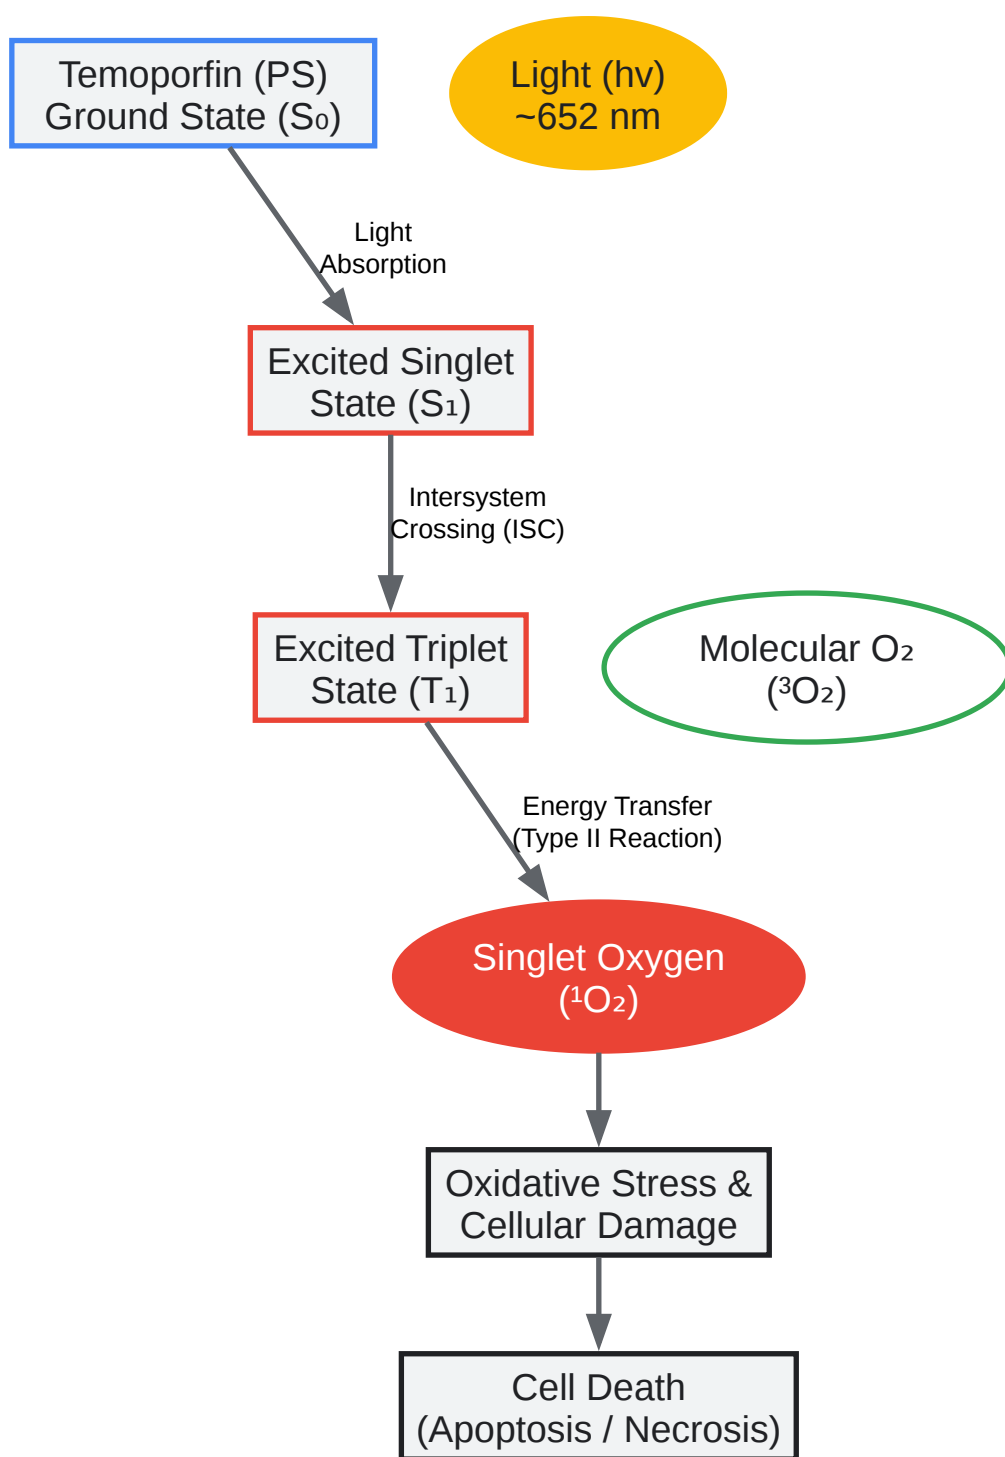 Temoporfin (PS)
Ground State (S₀)
Light (hv)
~652 nm
Light
Absorption
Excited Singlet
State (S₁)
Intersystem
Crossing (ISC)
Excited Triplet
State (T₁)
Molecular O₂
(³O₂)
Energy Transfer
(Type II Reaction)
Singlet Oxygen
(¹O₂)
Oxidative Stress &
Cellular Damage
Cell Death
(Apoptosis / Necrosis)